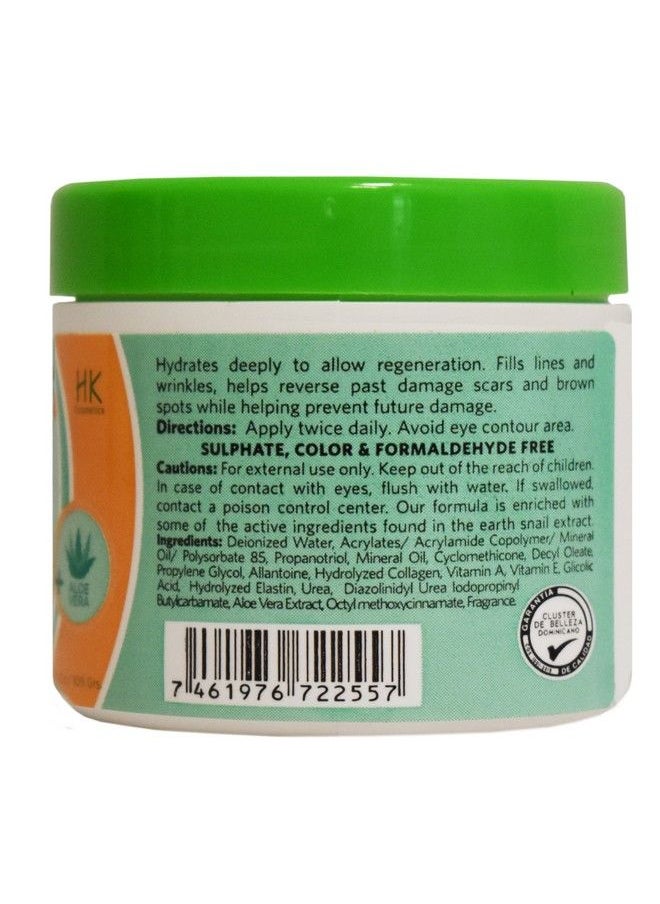 HK
Hydrates deeply to allow regeneration. Fills lines and
wrinkles, helps reverse past damage scars and brown
spots while helping prevent future damage.
Directions: Apply twice daily. Avoid eye contour area.
SULPHATE, COLOR & FORMALDEHYDE FREE
Cautions: For external use only. Keep out of the reach of children.
In case of contact with eyes, flush with water. If swallowed,
contact a poison control center. Our formula is enriched with
some of the active ingredients found in the earth snail extract.
Ingredients: Deionized Water, Acrylates/ Acrylamide Copolymer/ Mineral
Oil/ Polysorbate 85, Propanotriol, Mineral Oil, Cyclomethicone, Decyl Oleate,
Propylene Glycol, Allantoine, Hydrolyzed Collagen, Vitamin A, Vitamin E, Glicolic
Acid, Hydrolyzed Elastin, Urea, Diazolinidyl Urea Iodopropinyl
Butylcarbamate, Aloe Vera Extract, Octyl methoxycinnamate, Fragrance.
ALOE
VERA
GARANTIA
CLUSTER
DE BELLEZA
DOMINICANO
DE CALIDAD
7 461976 722557